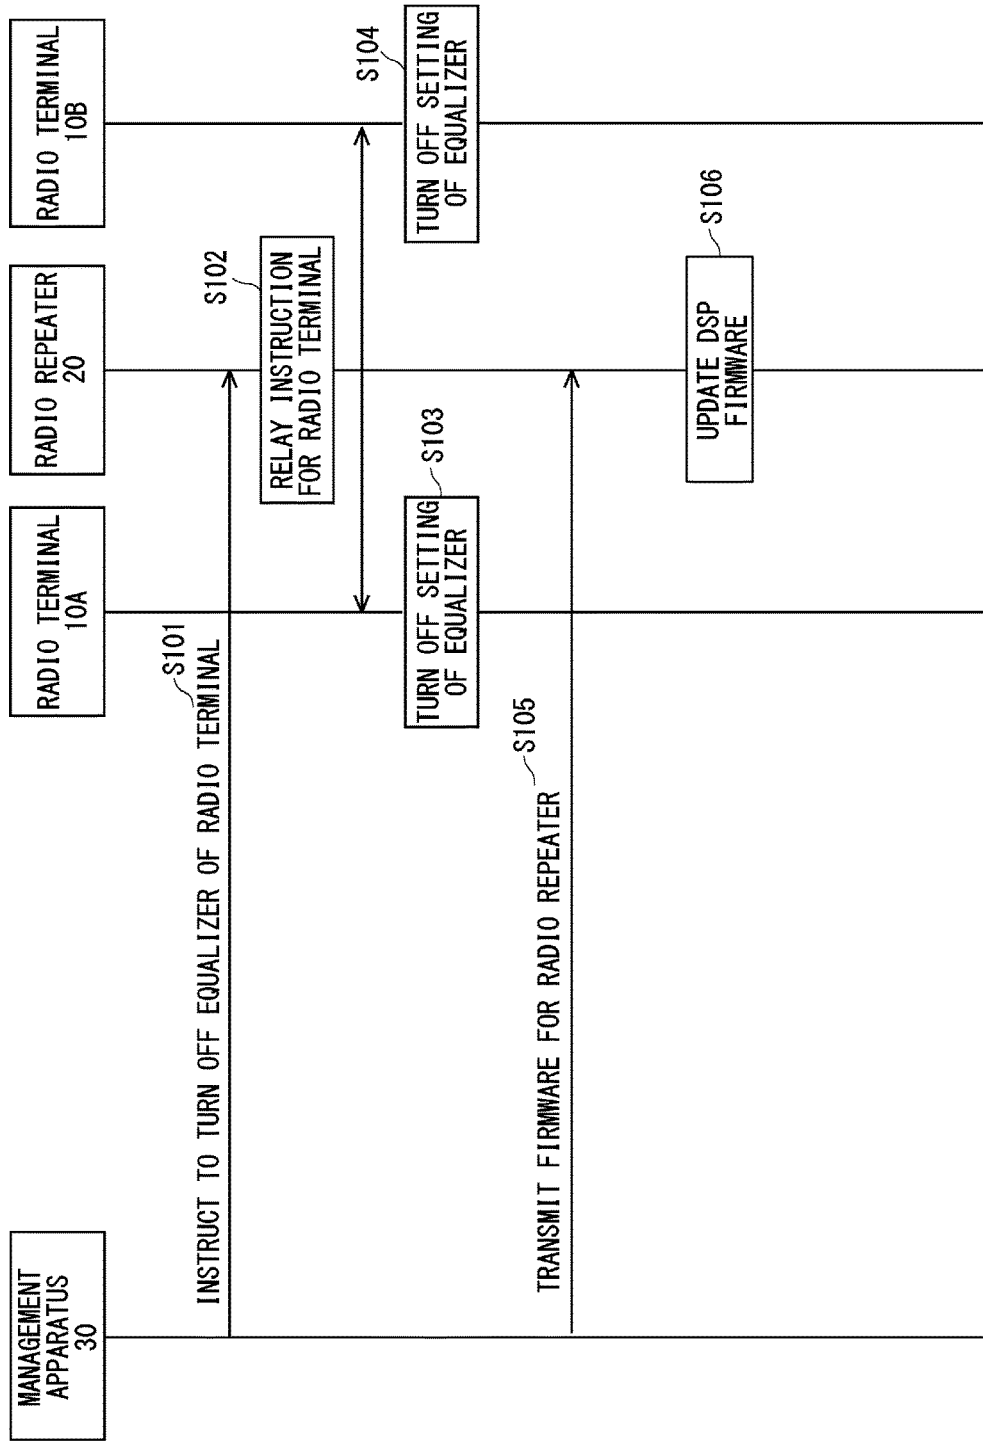 MANAGEMENT
APPARATUS
30
RADIO TERMINAL
10A
RADIO REPEATER
20
RADIO TERMINAL
10B
S101
INSTRUCT TO TURN OFF EQUALIZER OF RADIO TERMINAL
S102
RELAY INSTRUCTION
FOR RADIO TERMINAL
S103
TURN OFF SETTING
OF EQUALIZER
S104
TURN OFF SETTING
OF EQUALIZER
S105
TRANSMIT FIRMWARE FOR RADIO REPEATER
S106
UPDATE DSP
FIRMWARE